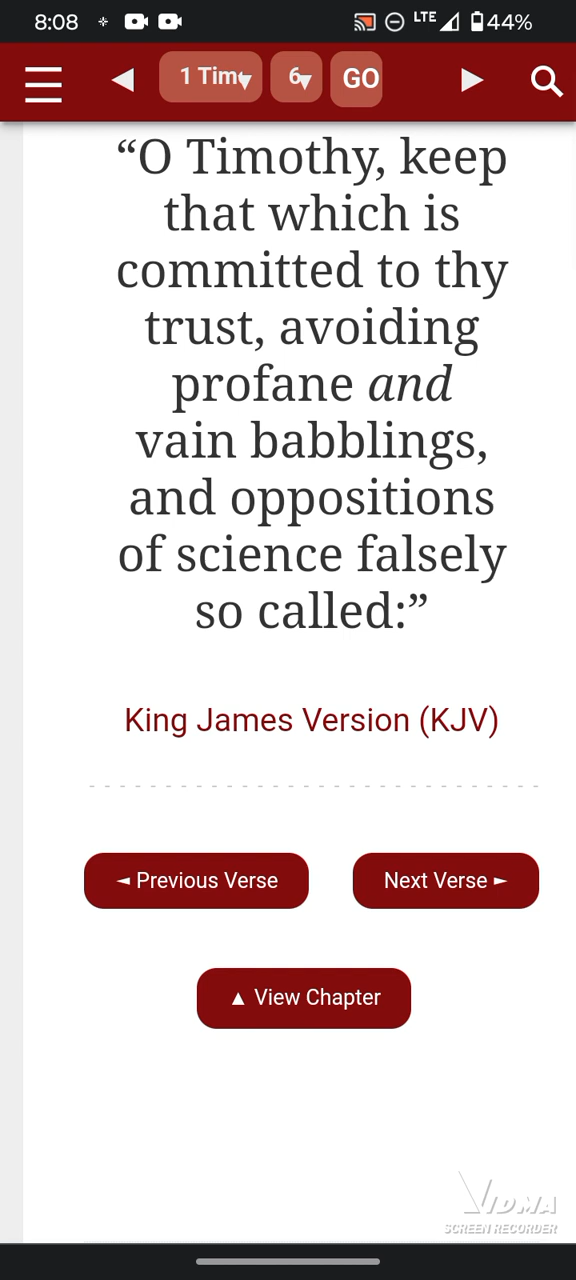 8:08 LTE 44%
1 Tim 6 GO
“O Timothy, keep
that which is
committed to thy
trust, avoiding
profane and
vain babblings,
and oppositions
of science falsely
so called:”
King James Version (KJV)
◄ Previous Verse Next Verse ►
▲ View Chapter
VIDMA
SCREEN RECORDER